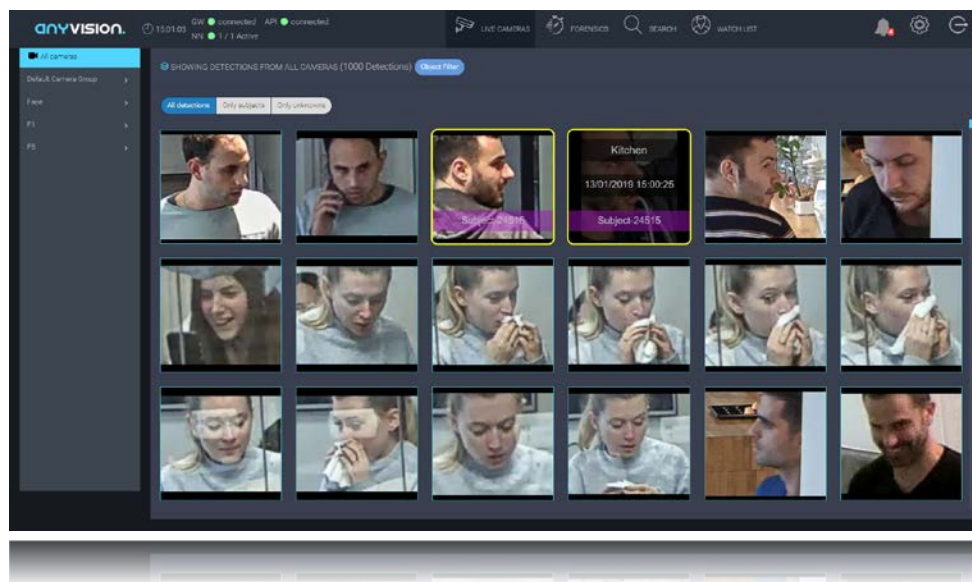 anyvision.
15:01:03
GW connected API connected
NN 1 / 1 Active
LIVE CAMERAS
FORENSICS
SEARCH
WATCH LIST
All cameras
Default Camera Group
Face
F1
F5
SHOWING DETECTIONS FROM ALL CAMERAS (1000 Detections)
Object Filter
All detections
Only subjects
Only unknowns
Subject-24515
Kitchen
13/01/2019 15:00:25
Subject-24515